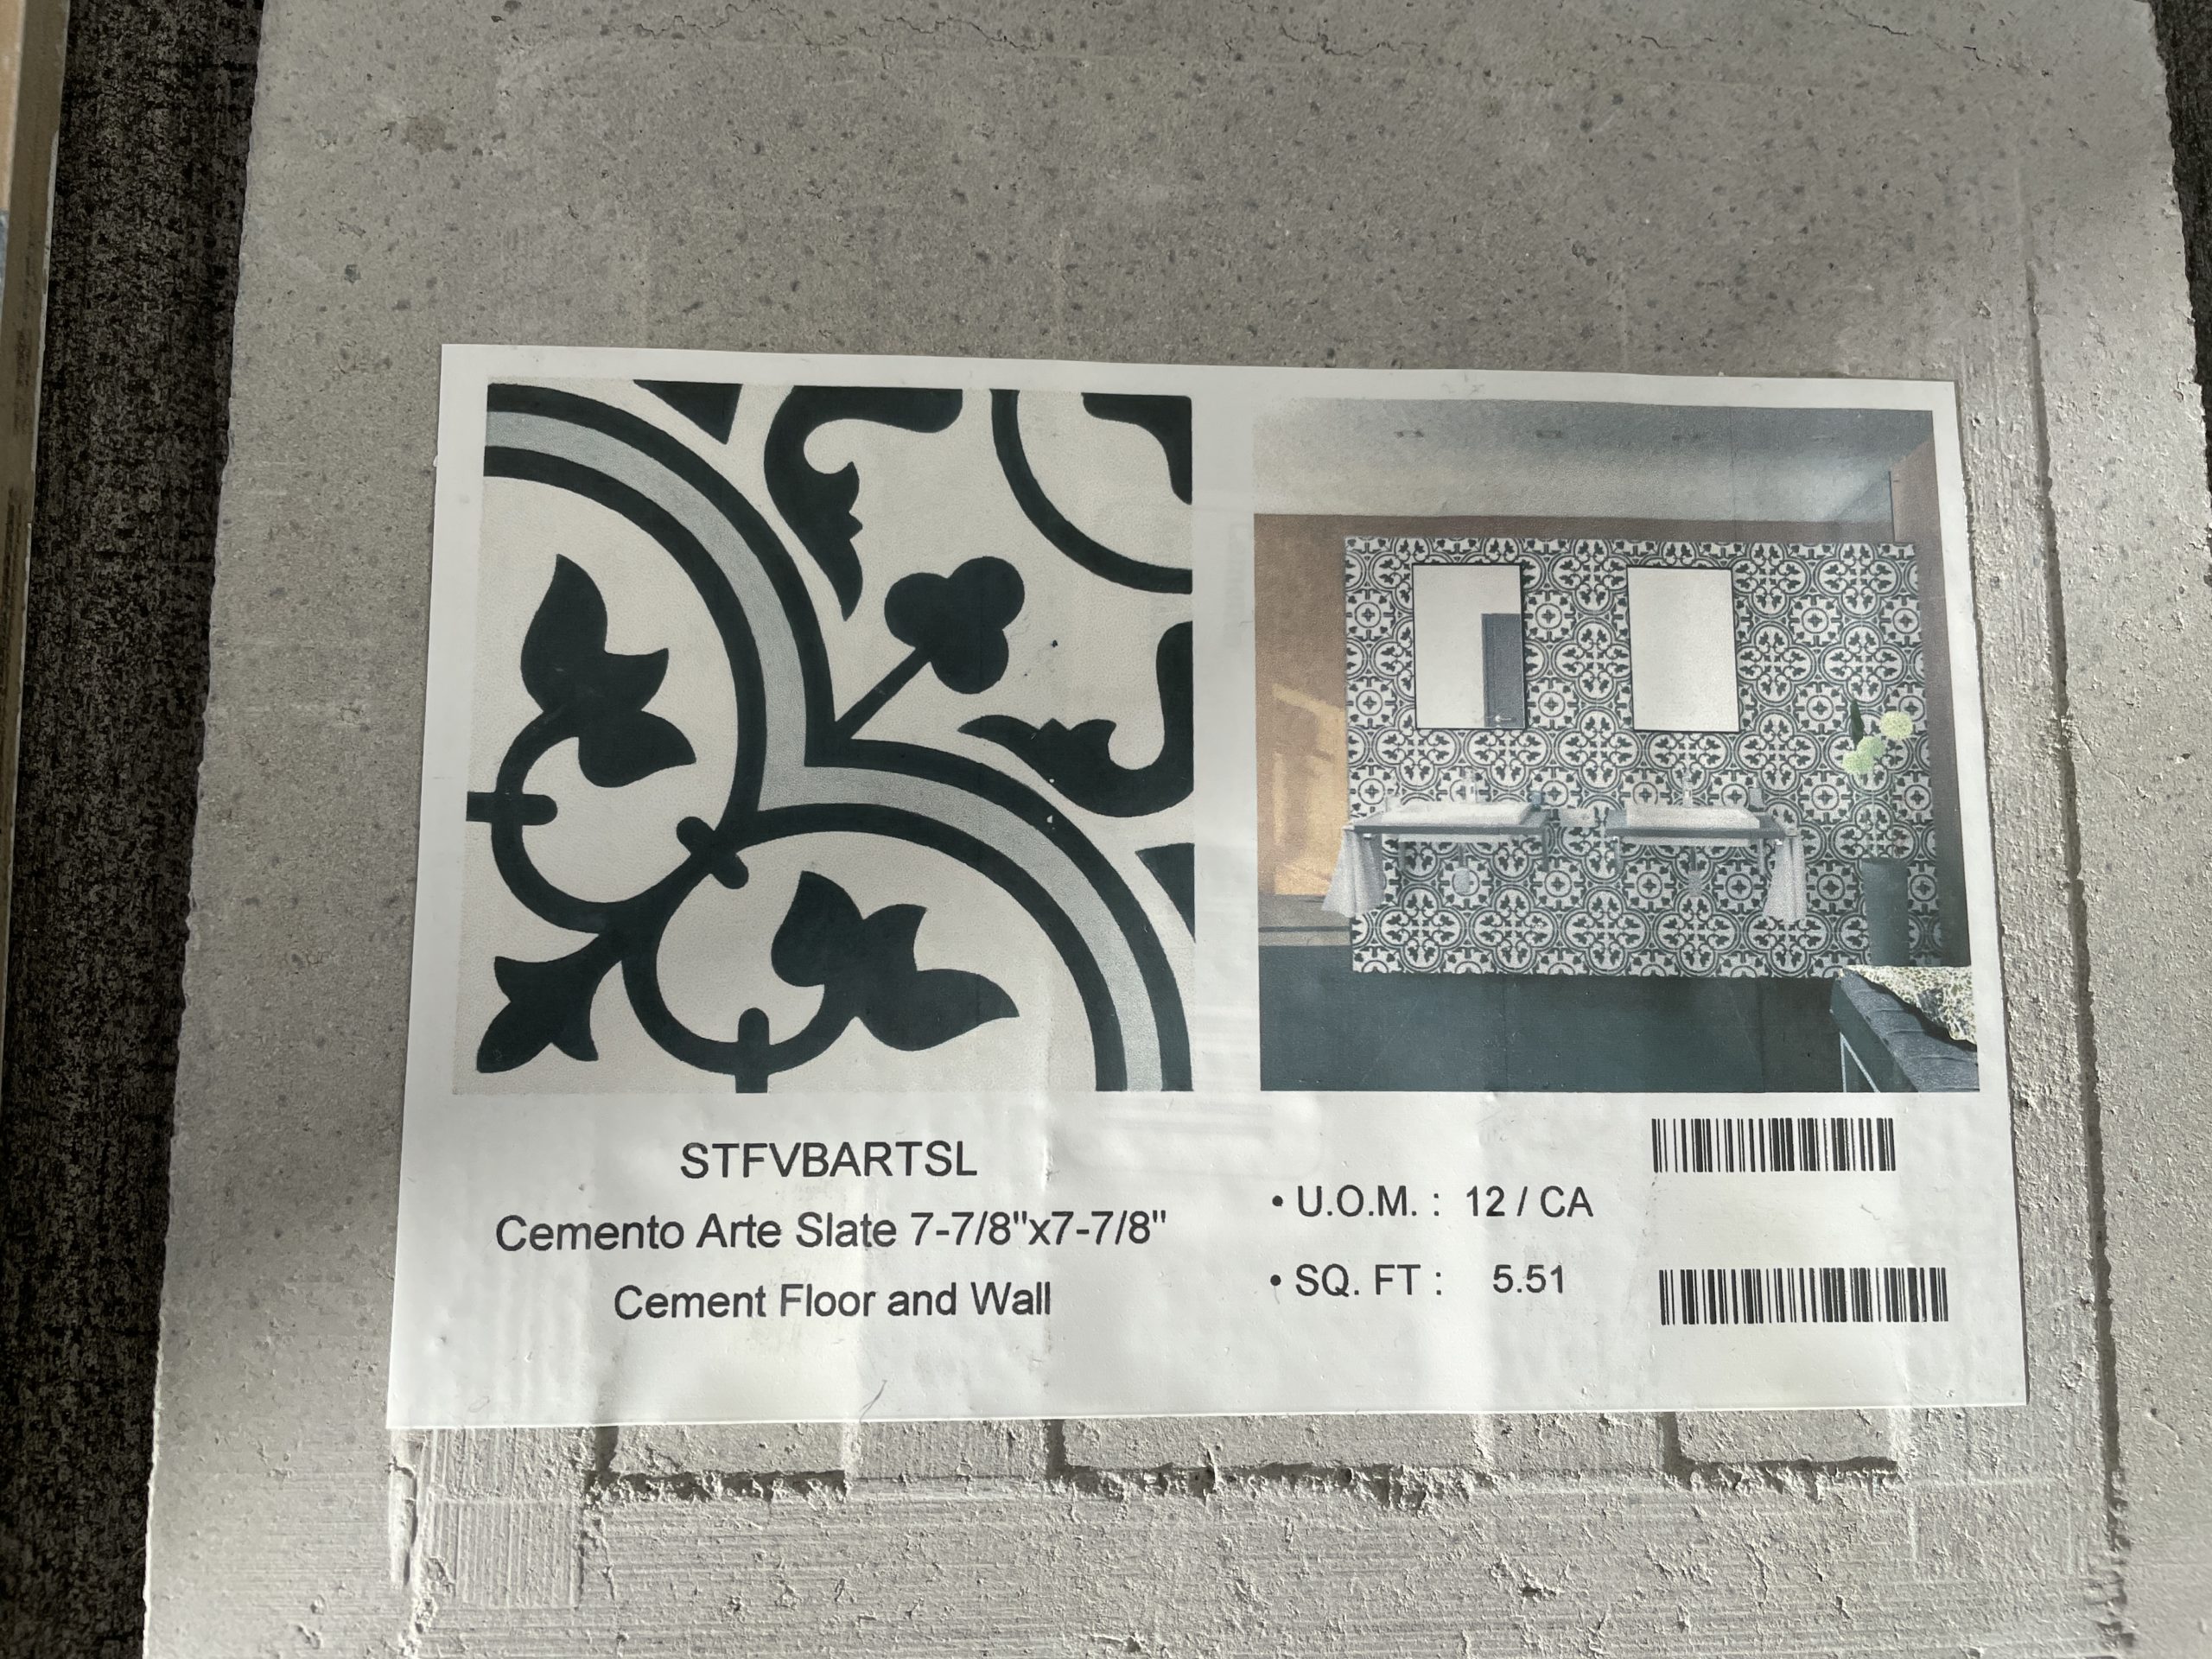 STFVBARTSL
Cemento Arte Slate 7-7/8"x7-7/8"
Cement Floor and Wall
• U.O.M. : 12 / CA
• SQ. FT : 5.51